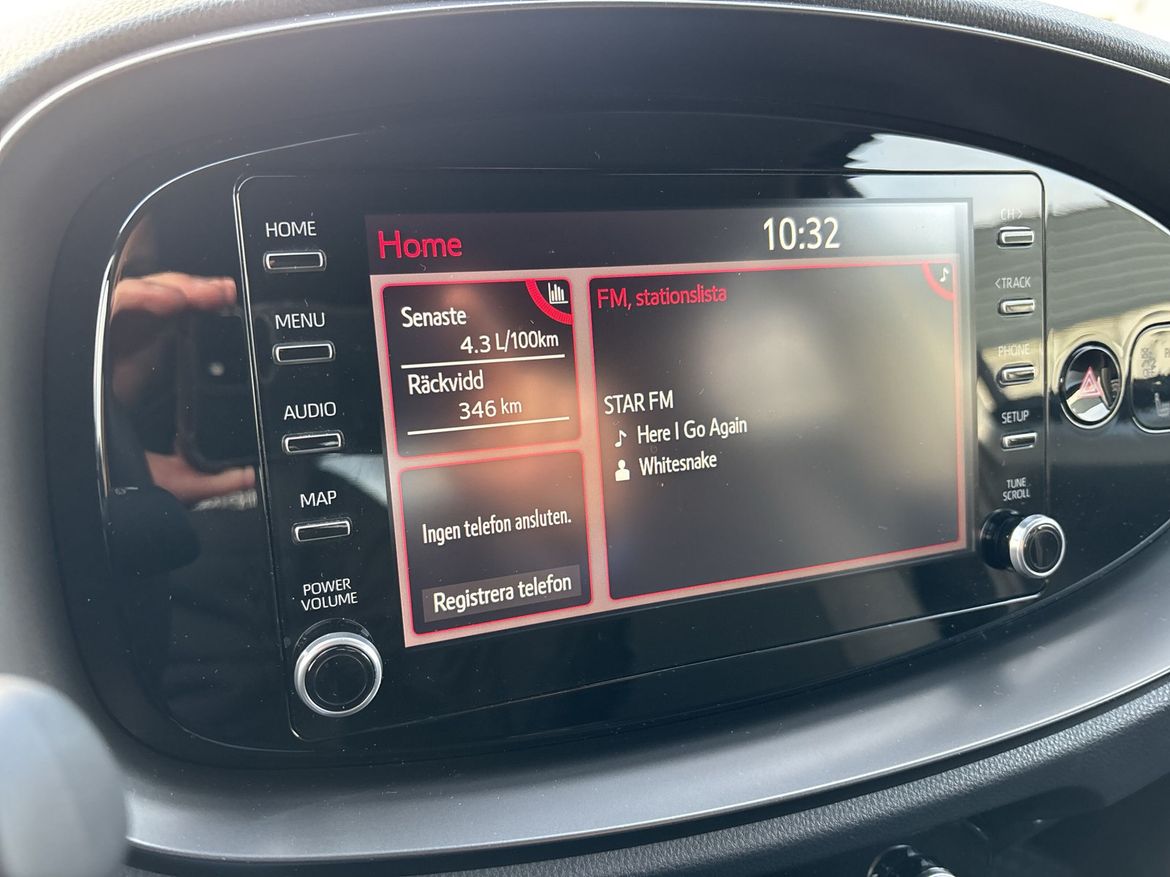 HOME
MENU
AUDIO
MAP
POWER
VOLUME
Home
10:32
Senaste
4.3 L/100km
Räckvidd
346 km
Ingen telefon ansluten.
Registrera telefon
FM, stationslista
STAR FM
Here I Go Again
Whitesnake
CH >
< TRACK
PHONE
SETUP
TUNE
SCROLL